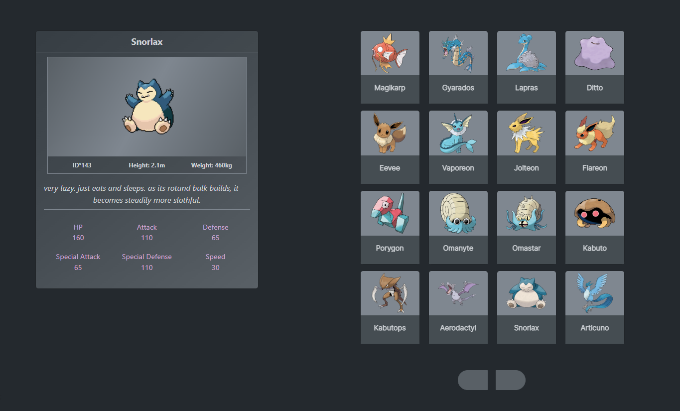 Snorlax
ID°143 Height: 2.1m Weight: 460kg
very lazy. just eats and sleeps. as its rotund bulk builds, it
becomes steadily more slothful.
HP Attack Defense
160 110 65
Special Attack Special Defense Speed
65 110 30
Magikarp Gyarados Lapras Ditto
Eevee Vaporeon Jolteon Flareon
Porygon Omanyte Omastar Kabuto
Kabutops Aerodactyl Snorlax Articuno